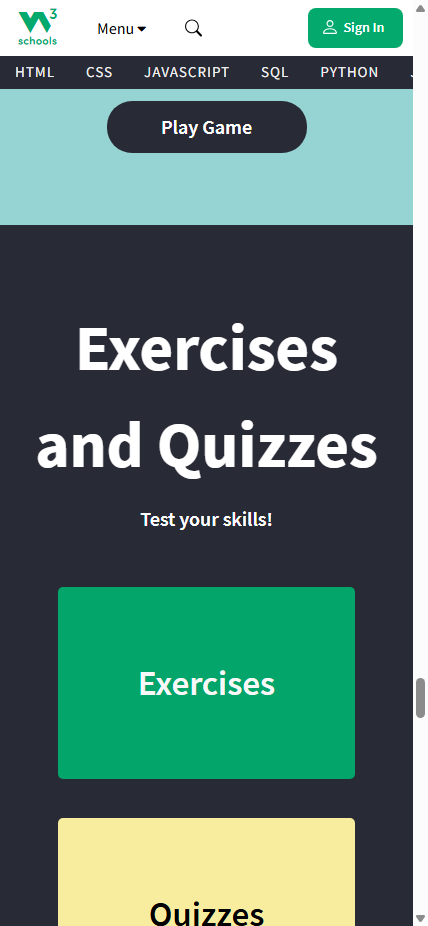 W3
schools
Menu
Sign In
HTML CSS JAVASCRIPT SQL PYTHON
Play Game
Exercises
and Quizzes
Test your skills!
Exercises
Quizzes